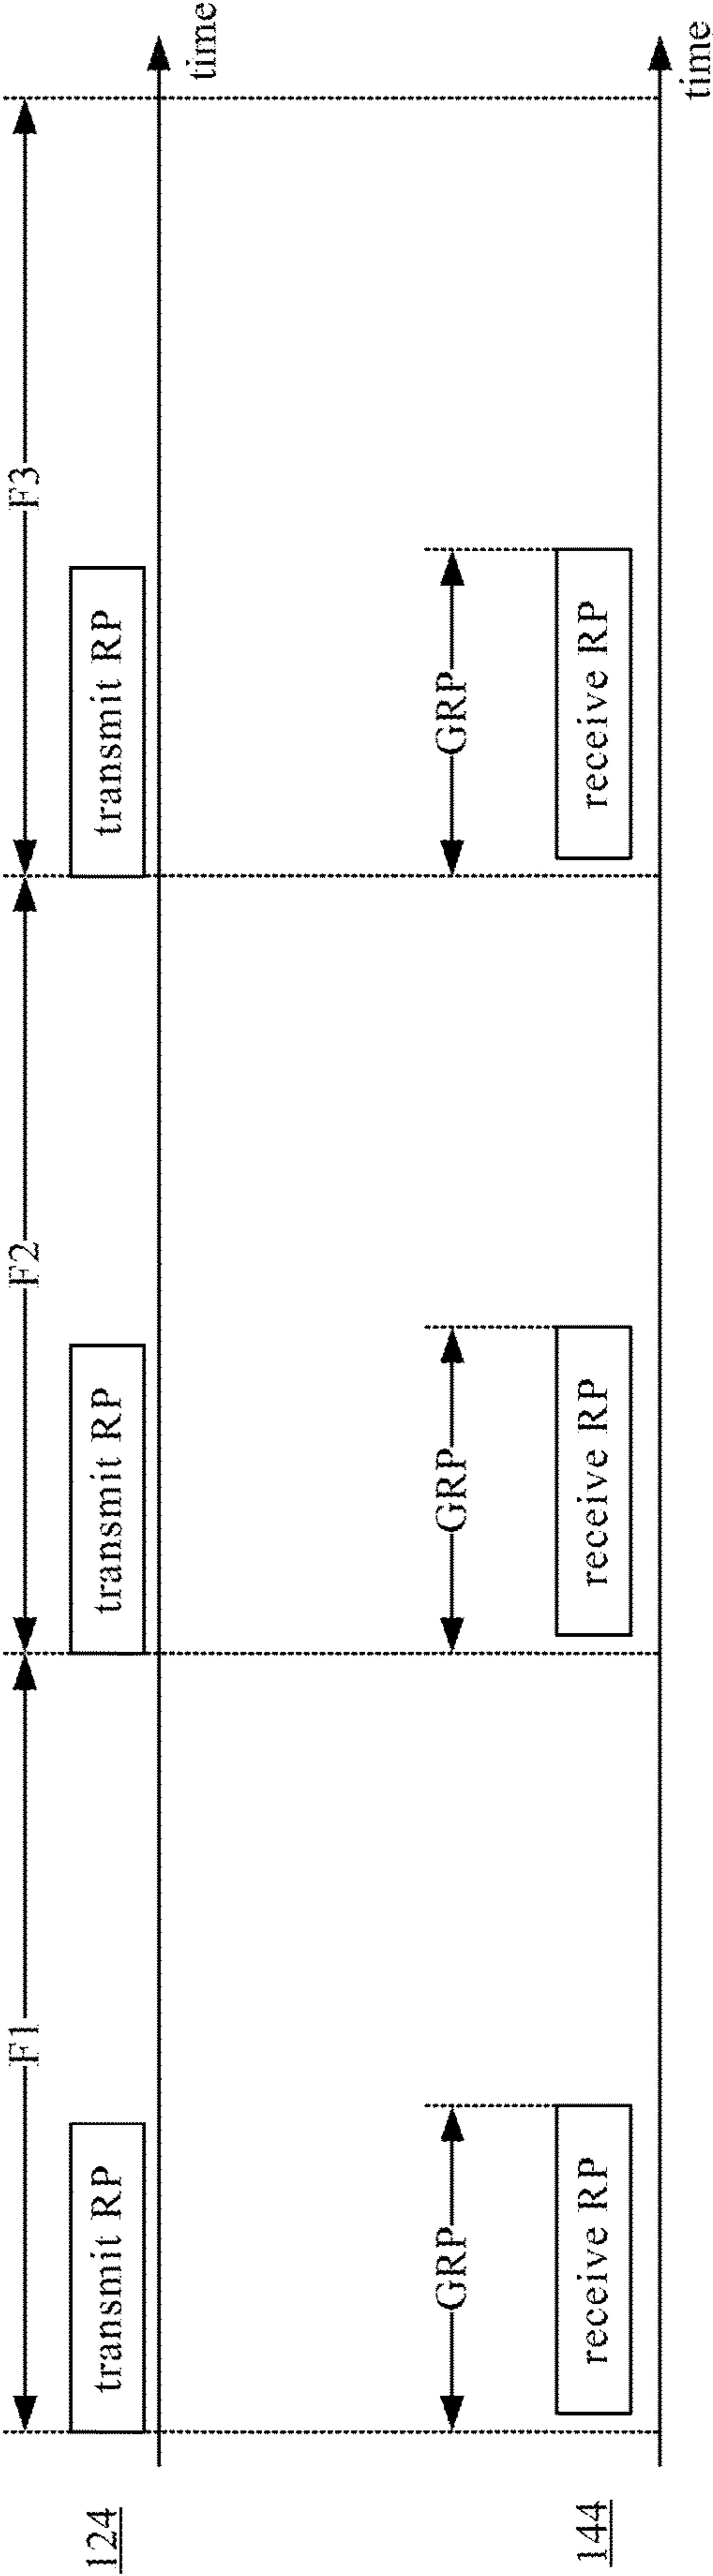 F1
F2
F3
124
transmit RP
transmit RP
transmit RP
time
GRP
GRP
GRP
144
receive RP
receive RP
receive RP
time